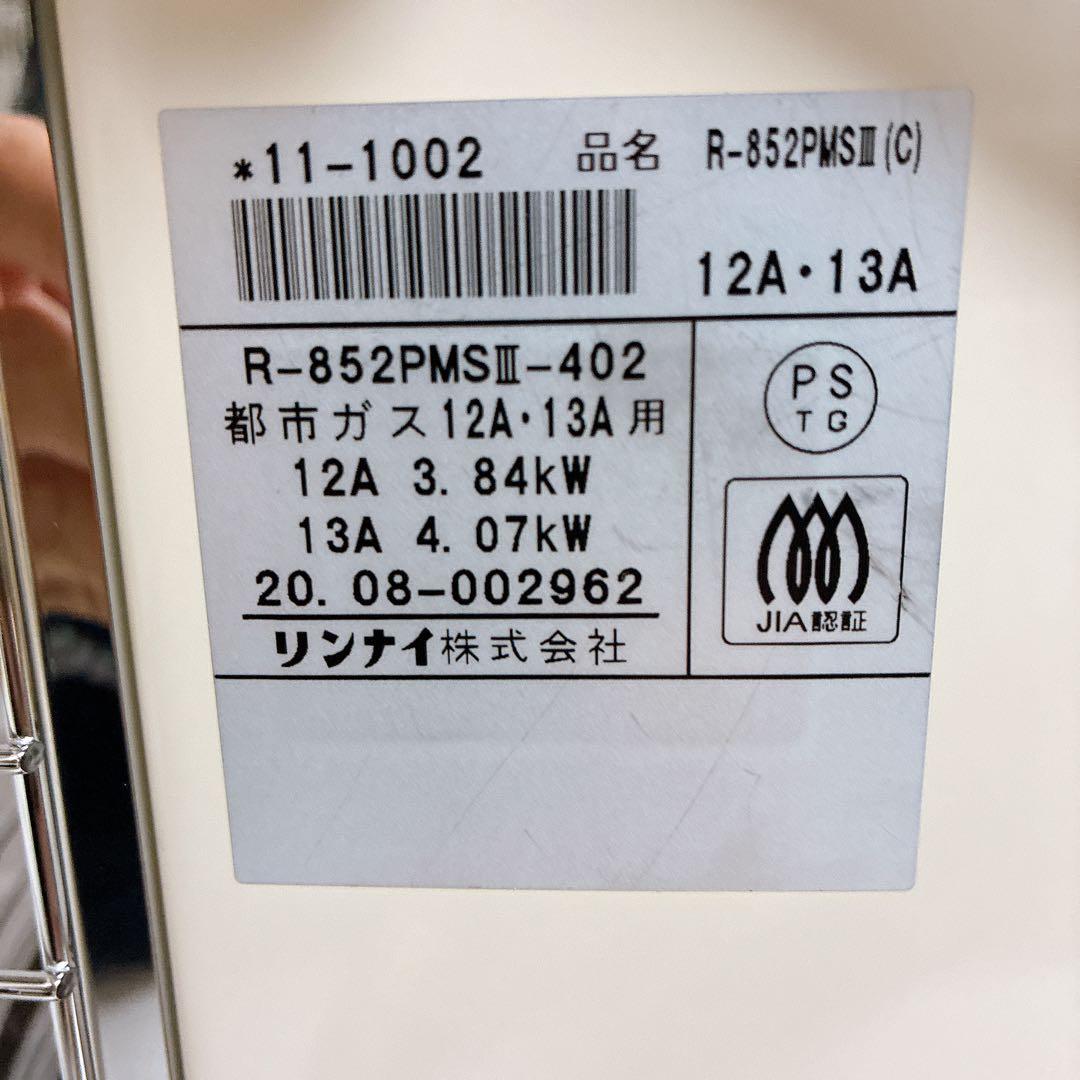 *11-1002 品名 R-852PMSⅢ(C)
12A・13A
R-852PMSⅢ-402
都市ガス12A・13A用
12A 3.84kW
13A 4.07kW
20.08-002962
リンナイ株式会社
PS
TG
JIA認証